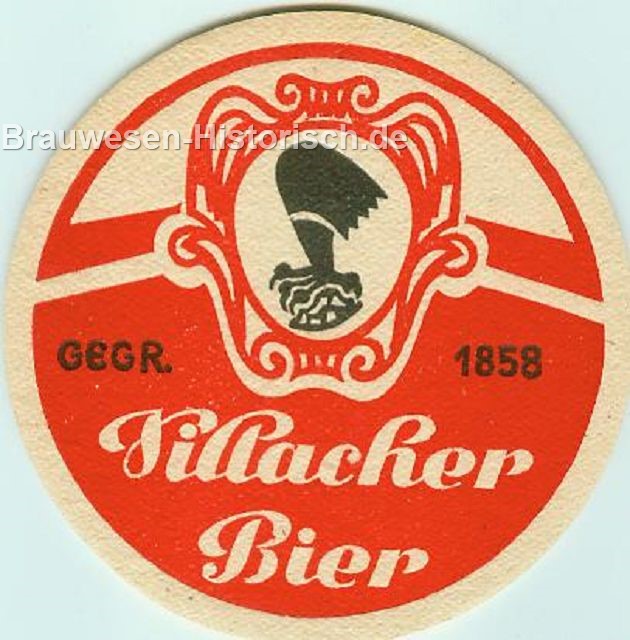 Brauwesen-Historisch.de
GEGR. 1858
Villacher
Bier